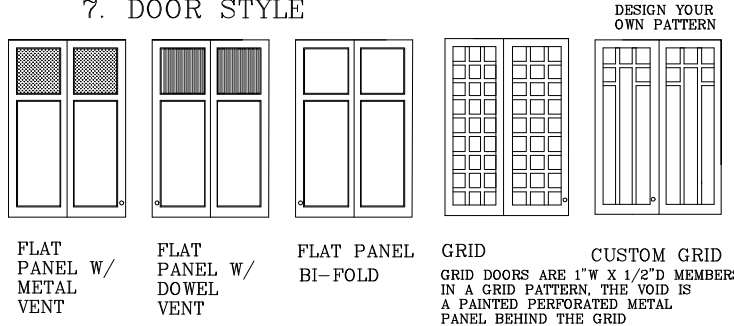 7. DOOR STYLE
DESIGN YOUR
OWN PATTERN
FLAT
PANEL W/
METAL
VENT
FLAT
PANEL W/
DOWEL
VENT
FLAT PANEL
BI-FOLD
GRID
GRID DOORS ARE 1"W X 1/2"D MEMBERS
IN A GRID PATTERN, THE VOID IS
A PAINTED PERFORATED METAL
PANEL BEHIND THE GRID
CUSTOM GRID